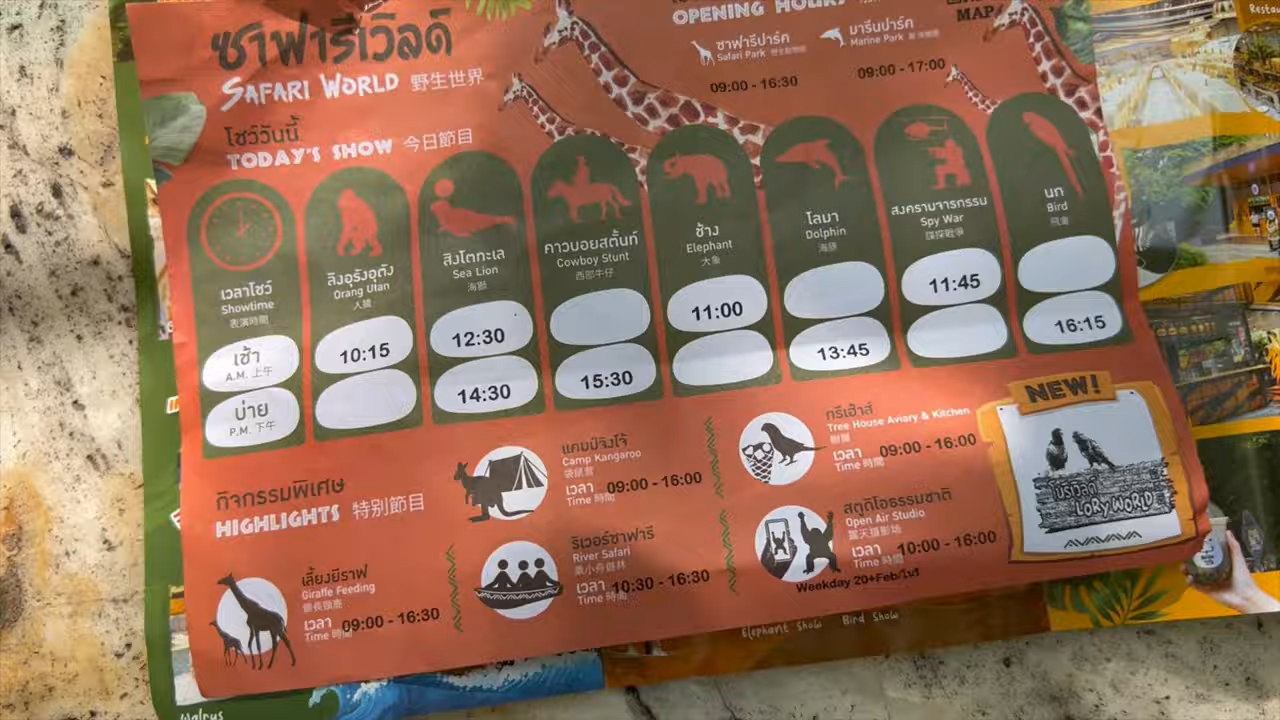 ซาฟารีเวิลด์
SAFARI WORLD 野生世界
OPENING HOURS
MAP
ซาฟารีปาร์ค
Safari Park
09:00 - 16:30
มารีนปาร์ค
Marine Park
09:00 - 17:00
โชว์วันนี้
TODAY'S SHOW 今日節目
เวลาโชว์
Showtime
表演時間
เช้า
A.M. 上午
บ่าย
P.M. 下午
ลิงอุรังอุตัง
Orang Utan
人猿
10:15
สิงโตทะเล
Sea Lion
海獅
12:30
14:30
คาวบอยสตั๊นท์
Cowboy Stunt
西部牛仔
15:30
ช้าง
Elephant
大象
11:00
โลมา
Dolphin
海豚
13:45
สงครามจารกรรม
Spy War
諜探戰爭
11:45
นก
Bird
16:15
กิจกรรมพิเศษ
HIGHLIGHTS 特别節目
เลี้ยงยีราฟ
Giraffe Feeding
เวลา
Time 時間 09:00 - 16:30
แคมป์จิงโจ้
Camp Kangaroo
袋鼠營
เวลา
Time 時間 09:00 - 16:00
ริเวอร์ซาฟารี
River Safari
เวลา
Time 時間 10:30 - 16:30
ทรีเฮ้าส์
Tree House Aviary & Kitchen
樹屋
เวลา
Time 時間 09:00 - 16:00
สตูดิโอธรรมชาติ
Open Air Studio
เวลา
Time 時間 10:00 - 16:00
Weekday 20+Feb/1v1
NEW!
LORY WORLD
Elephant Show Bird Show
Walrus